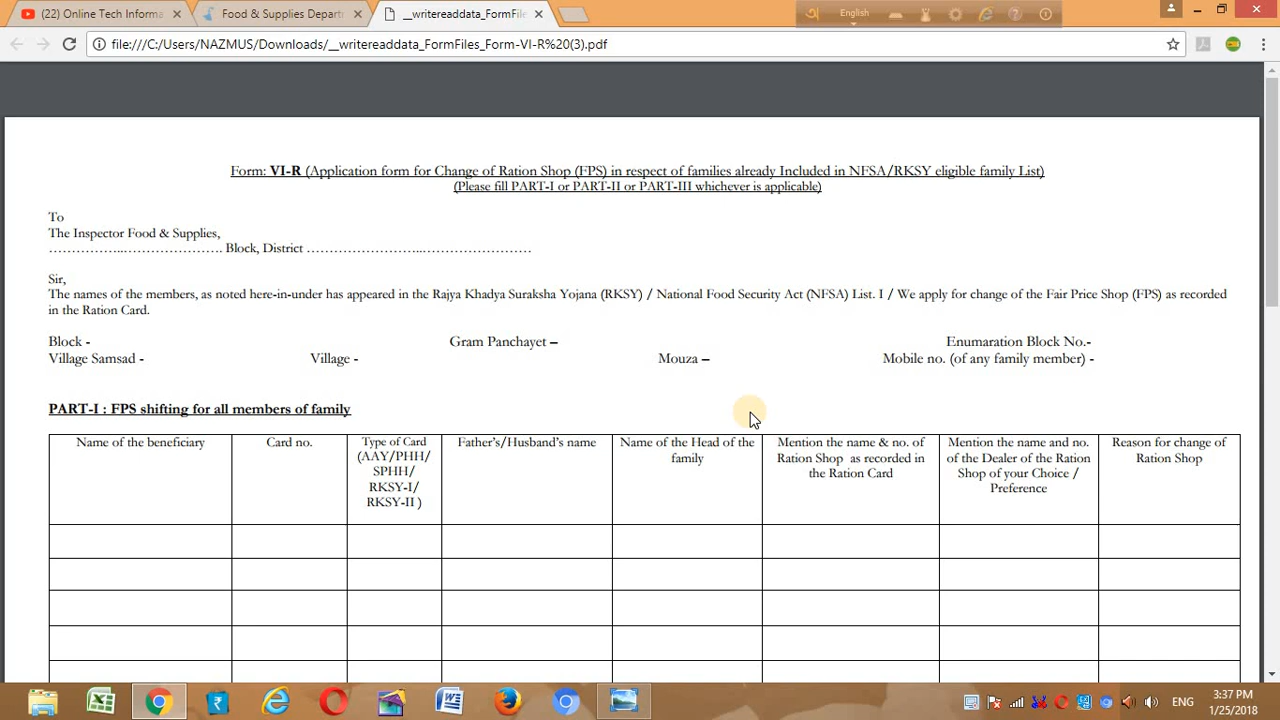 (22) Online Tech Informa
Food & Supplies Depart
__writereaddata_FormFile
English
file:///C:/Users/NAZMUS/Downloads/__writereaddata_FormFiles_Form-VI-R%20(3).pdf
Form: VI-R (Application form for Change of Ration Shop (FPS) in respect of families already Included in NFSA/RKSY eligible family List)
(Please fill PART-I or PART-II or PART-III whichever is applicable)
To
The Inspector Food & Supplies,
……………..…………………. Block, District …………………..…………………
Sir,
The names of the members, as noted here-in-under has appeared in the Rajya Khadya Suraksha Yojana (RKSY) / National Food Security Act (NFSA) List. I / We apply for change of the Fair Price Shop (FPS) as recorded
in the Ration Card.
Block - Gram Panchayet – Enumaration Block No.-
Village Samsad - Village - Mouza – Mobile no. (of any family member) -
PART-I : FPS shifting for all members of family
Name of the beneficiary
Card no.
Type of Card
(AAY/PHH/
SPHH/
RKSY-I/
RKSY-II )
Father's/Husband's name
Name of the Head of the
family
Mention the name & no. of
Ration Shop as recorded in
the Ration Card
Mention the name and no.
of the Dealer of the Ration
Shop of your Choice /
Preference
Reason for change of
Ration Shop
ENG
3:37 PM
1/25/2018